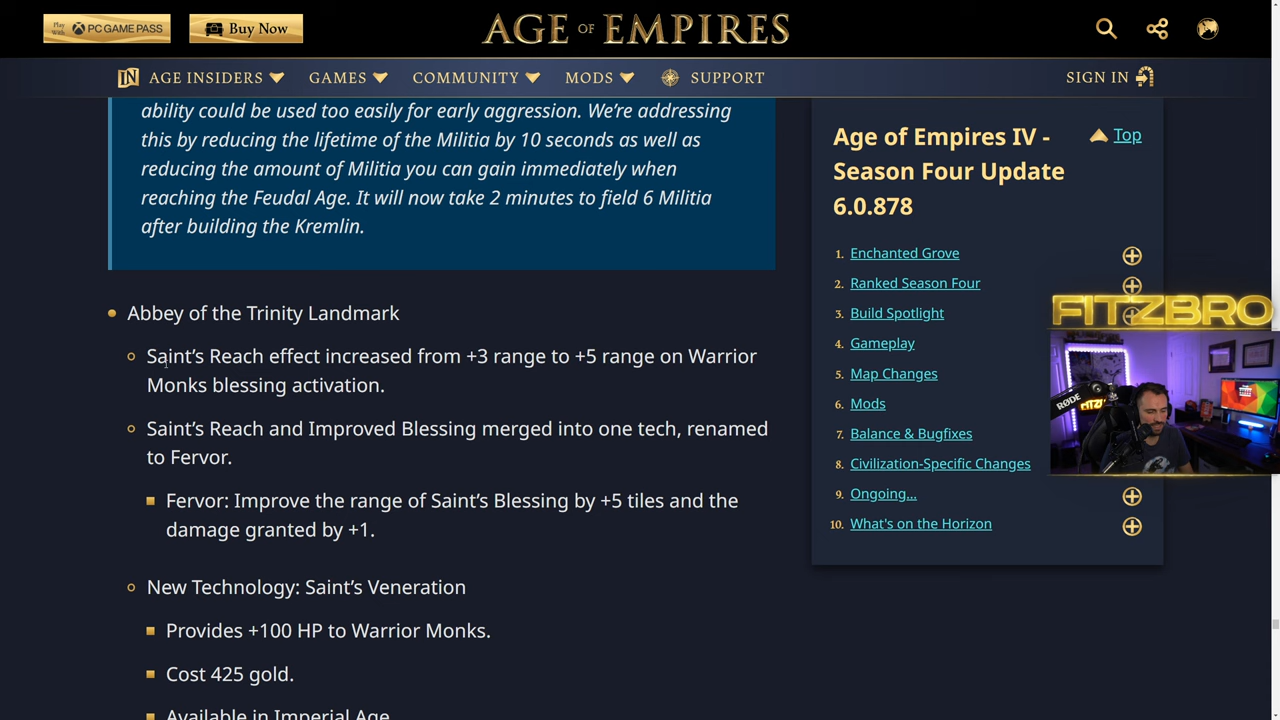 Play With PC GAME PASS
Buy Now
AGE OF EMPIRES
AGE INSIDERS GAMES COMMUNITY MODS SUPPORT SIGN IN
ability could be used too easily for early aggression. We're addressing
this by reducing the lifetime of the Militia by 10 seconds as well as
reducing the amount of Militia you can gain immediately when
reaching the Feudal Age. It will now take 2 minutes to field 6 Militia
after building the Kremlin.
Abbey of the Trinity Landmark
Saint's Reach effect increased from +3 range to +5 range on Warrior
Monks blessing activation.
Saint's Reach and Improved Blessing merged into one tech, renamed
to Fervor.
Fervor: Improve the range of Saint's Blessing by +5 tiles and the
damage granted by +1.
New Technology: Saint's Veneration
Provides +100 HP to Warrior Monks.
Cost 425 gold.
Available in Imperial Age
Age of Empires IV -
Season Four Update
6.0.878
Top
1. Enchanted Grove
2. Ranked Season Four
3. Build Spotlight
4. Gameplay
5. Map Changes
6. Mods
7. Balance & Bugfixes
8. Civilization-Specific Changes
9. Ongoing...
10. What's on the Horizon
FITZBRO
RØDE